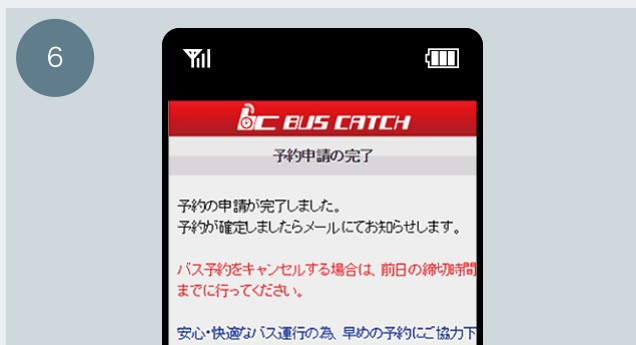 6
BUS CATCH
予約申請の完了
予約の申請が完了しました。
予約が確定しましたらメールにてお知らせします。
バス予約をキャンセルする場合は、前日の締切時間
までに行ってください。
安心・快適なバス運行の為、早めの予約にご協力下